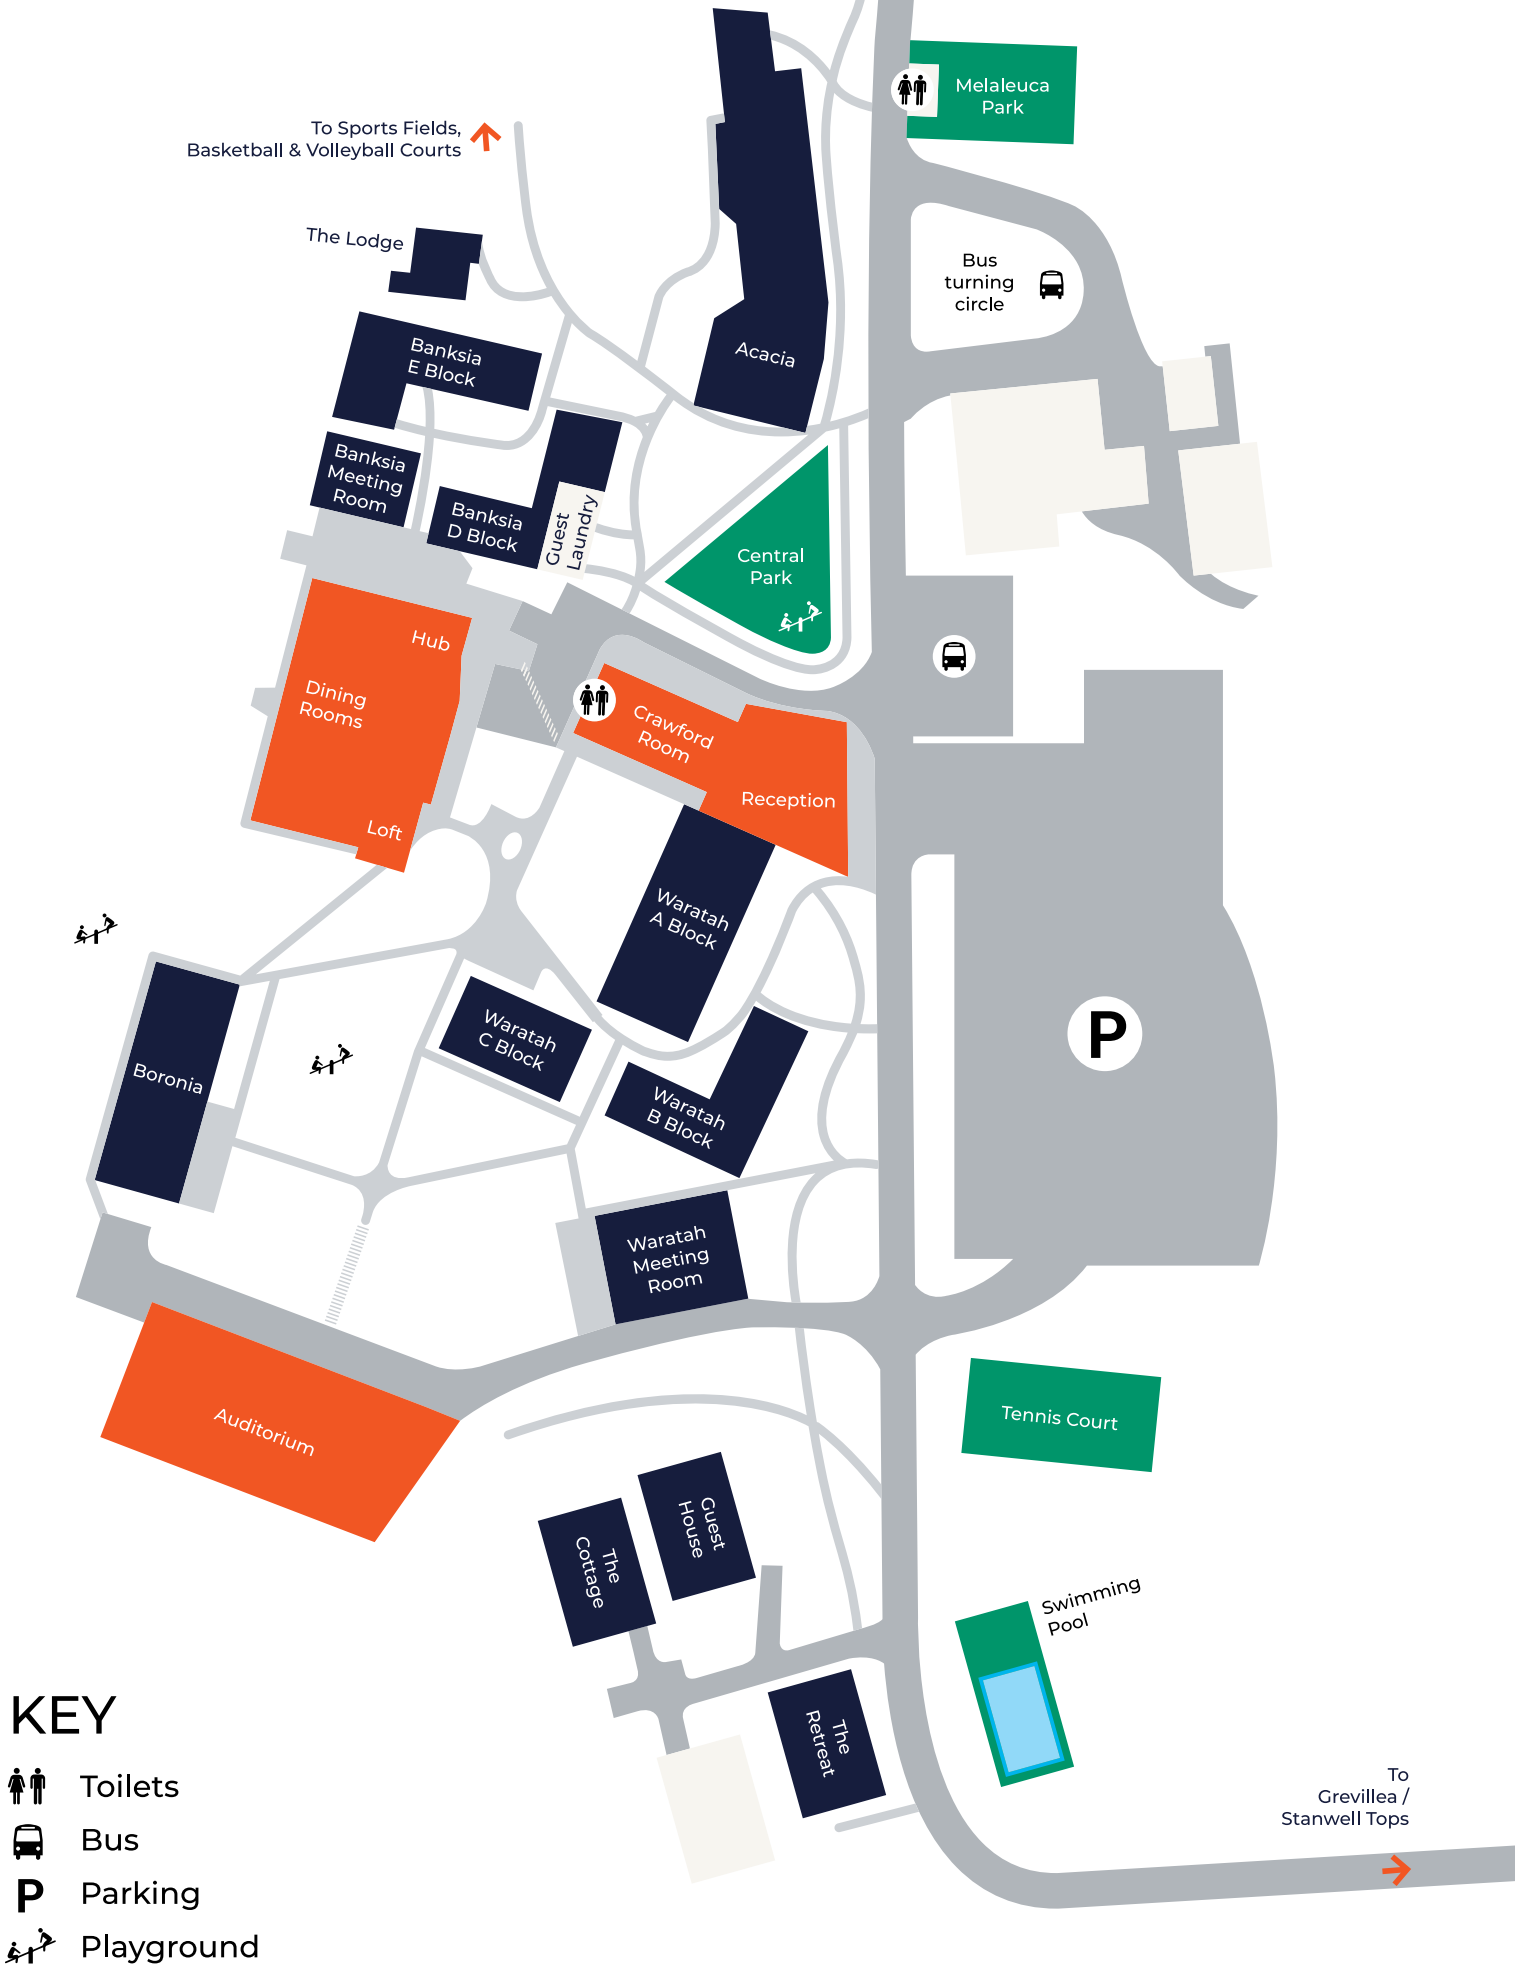 Melaleuca
Park
To Sports Fields,
Basketball & Volleyball Courts
The Lodge
Bus
turning
circle
Banksia
E Block
Acacia
Banksia
Meeting
Room
Banksia
D Block
Guest
Laundry
Central
Park
Hub
Dining
Rooms
Loft
Crawford
Room
Reception
Waratah
A Block
Waratah
C Block
P
Boronia
Waratah
B Block
Waratah
Meeting
Room
Auditorium
Tennis Court
Guest
House
The
Cottage
Swimming
Pool
The
Retreat
To
Grevillea /
Stanwell Tops
KEY
Toilets
Bus
P Parking
Playground